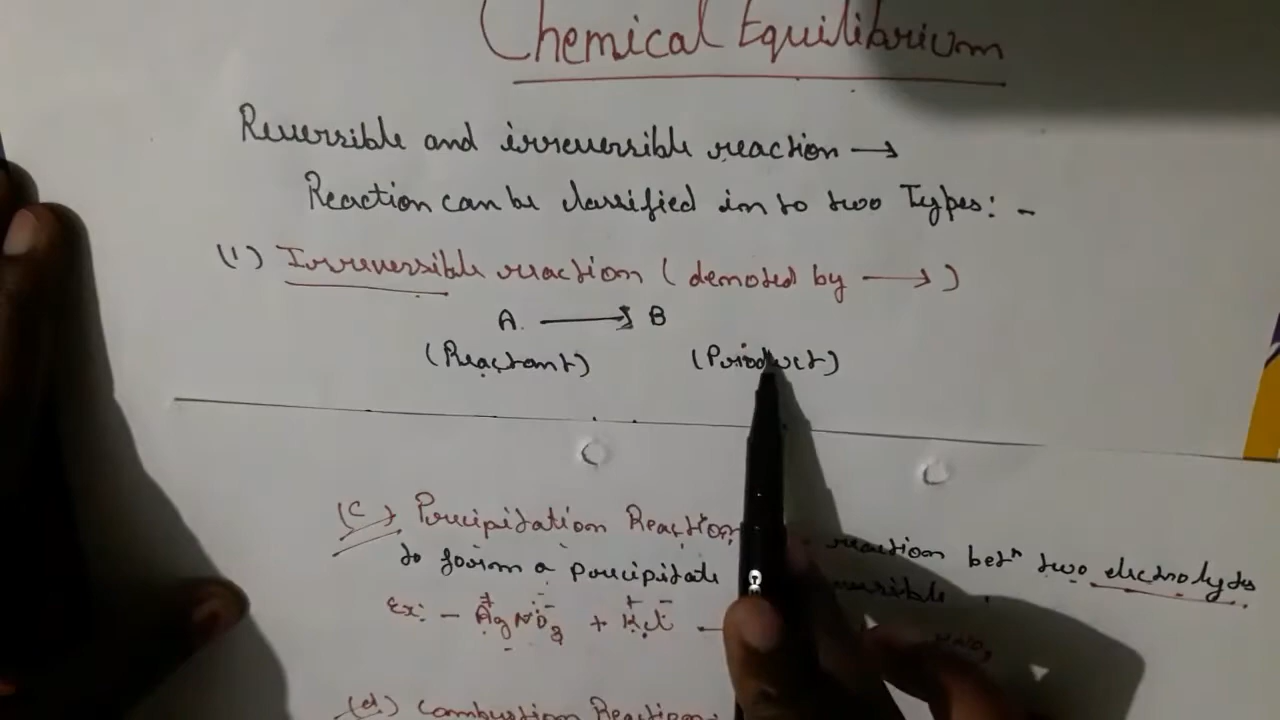 Chemical Equilibrium
Reversible and irreversible reaction →
Reaction can be classified in to two Types: -
(1) Irreversible reaction (denoted by →)
A. → B
(Reactant) (Product)
(c) Precipitation Reaction reaction betⁿ two electrolytes
to form a precipitate
Ex: - AgNO3 + HCl
(d) Combustion Reaction: